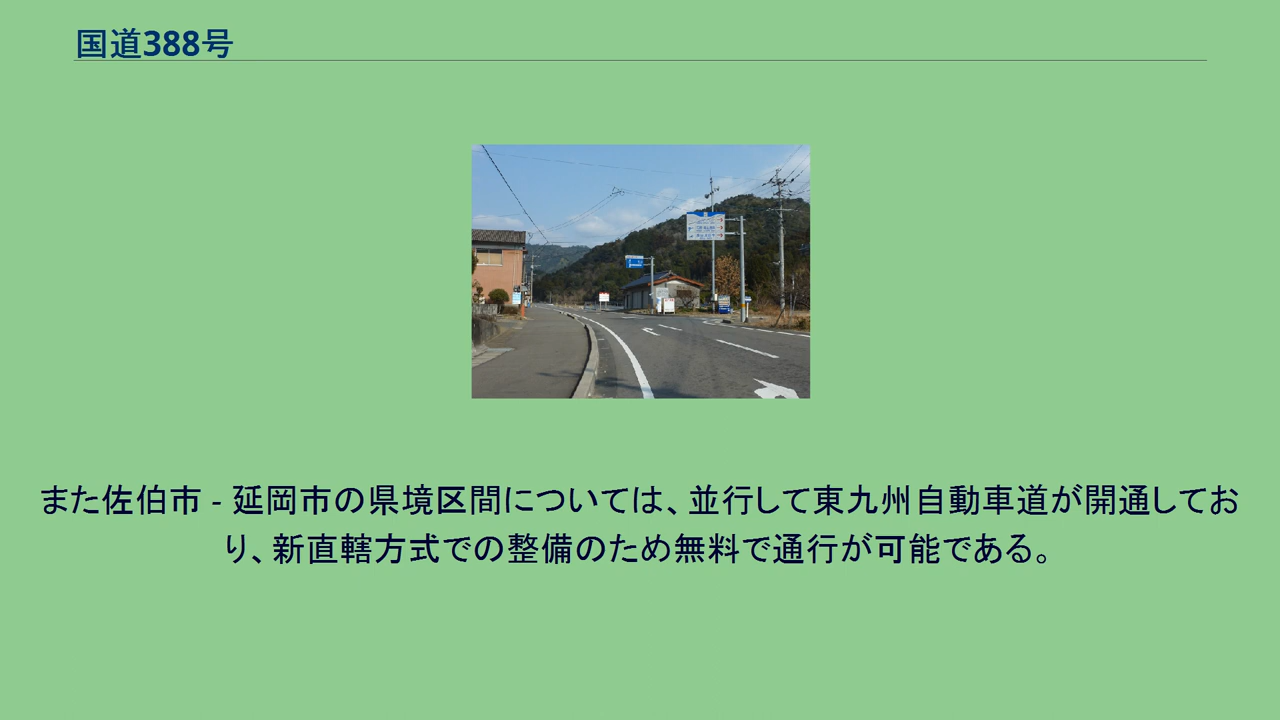 国道388号
また佐伯市 - 延岡市の県境区間については、並行して東九州自動車道が開通してお
り、新直轄方式での整備のため無料で通行が可能である。